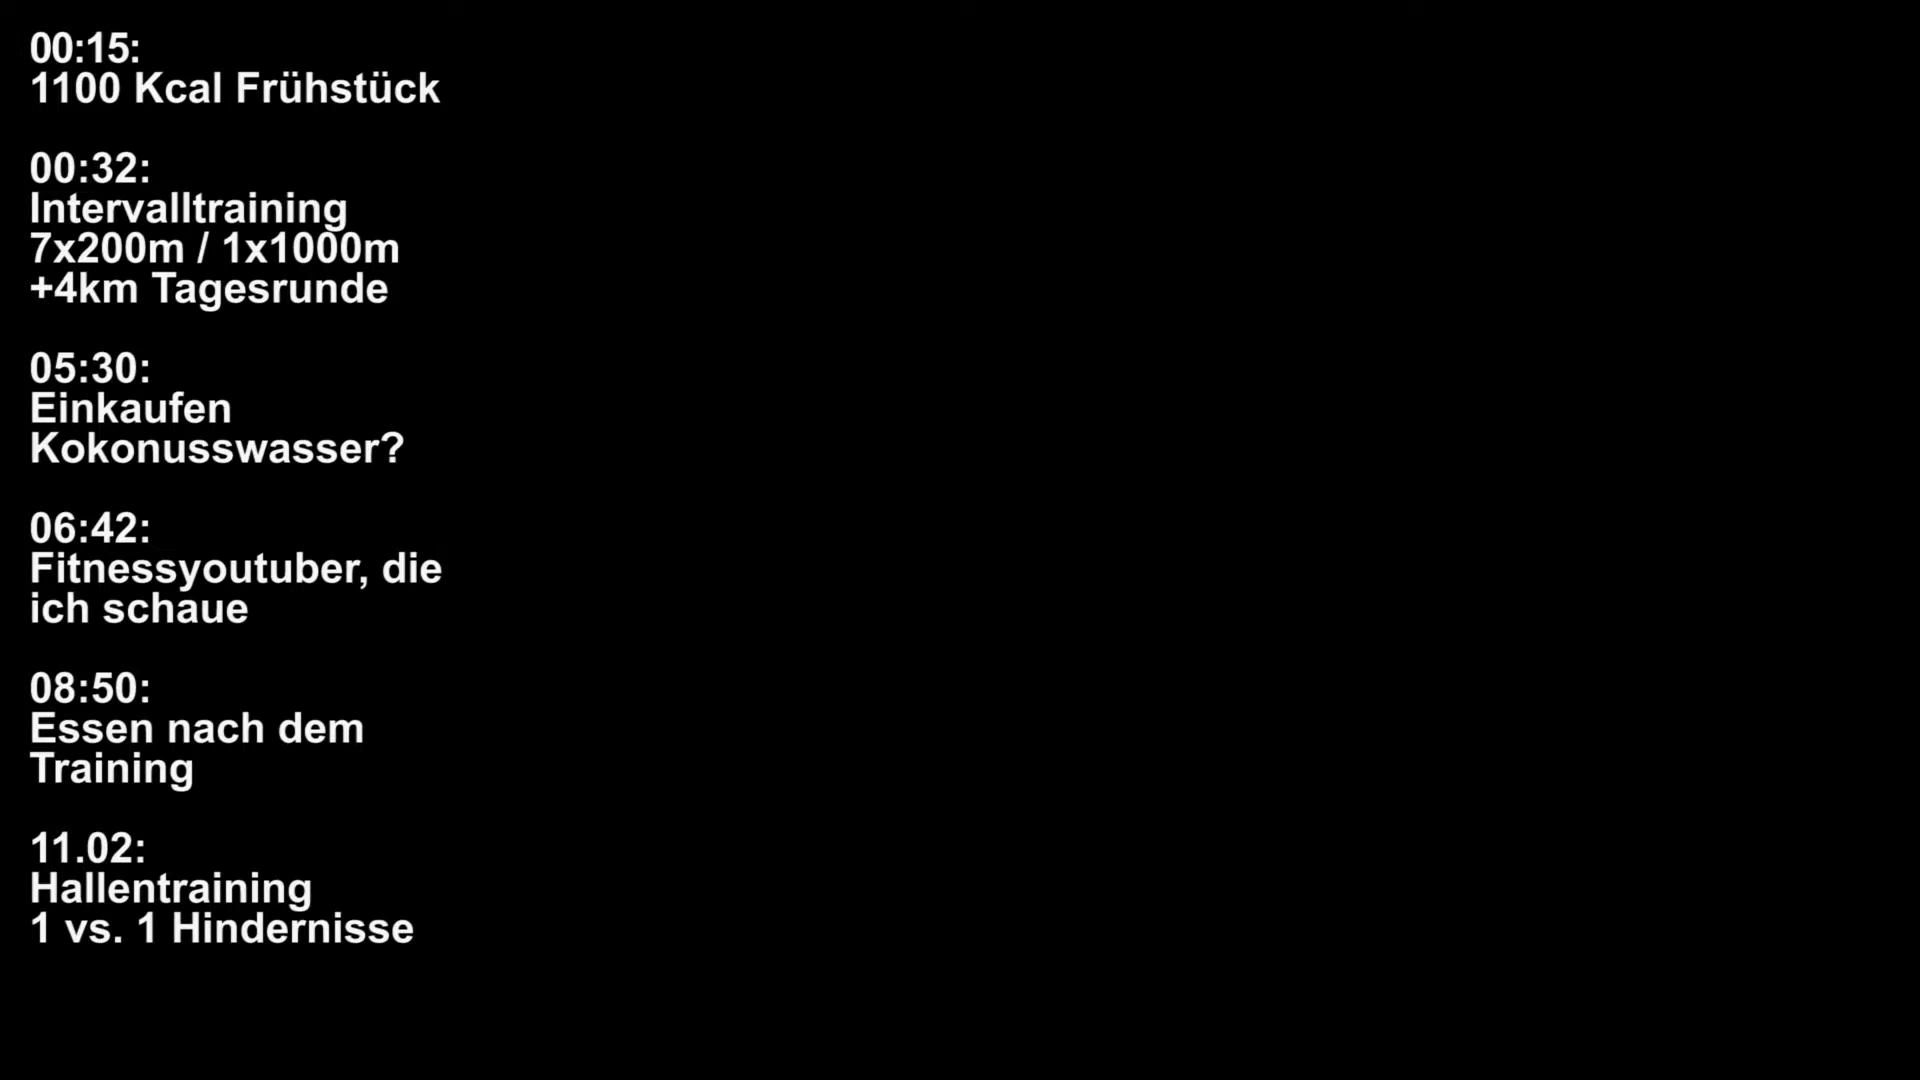 00:15:
1100 Kcal Frühstück
00:32:
Intervalltraining
7x200m / 1x1000m
+4km Tagesrunde
05:30:
Einkaufen
Kokonusswasser?
06:42:
Fitnessyoutuber, die
ich schaue
08:50:
Essen nach dem
Training
11.02:
Hallentraining
1 vs. 1 Hindernisse